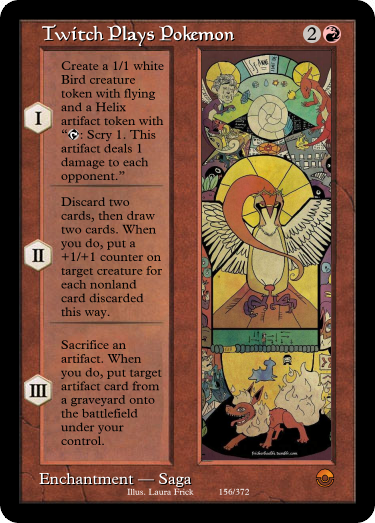 Twitch Plays Pokemon 2
I
Create a 1/1 white
Bird creature
token with flying
and a Helix
artifact token with
“: Scry 1. This
artifact deals 1
damage to each
opponent.”
II
Discard two
cards, then draw
two cards. When
you do, put a
+1/+1 counter on
target creature for
each nonland
card discarded
this way.
III
Sacrifice an
artifact. When
you do, put target
artifact card from
a graveyard onto
the battlefield
under your
control.
Enchantment — Saga
Illus. Laura Frick 156/372